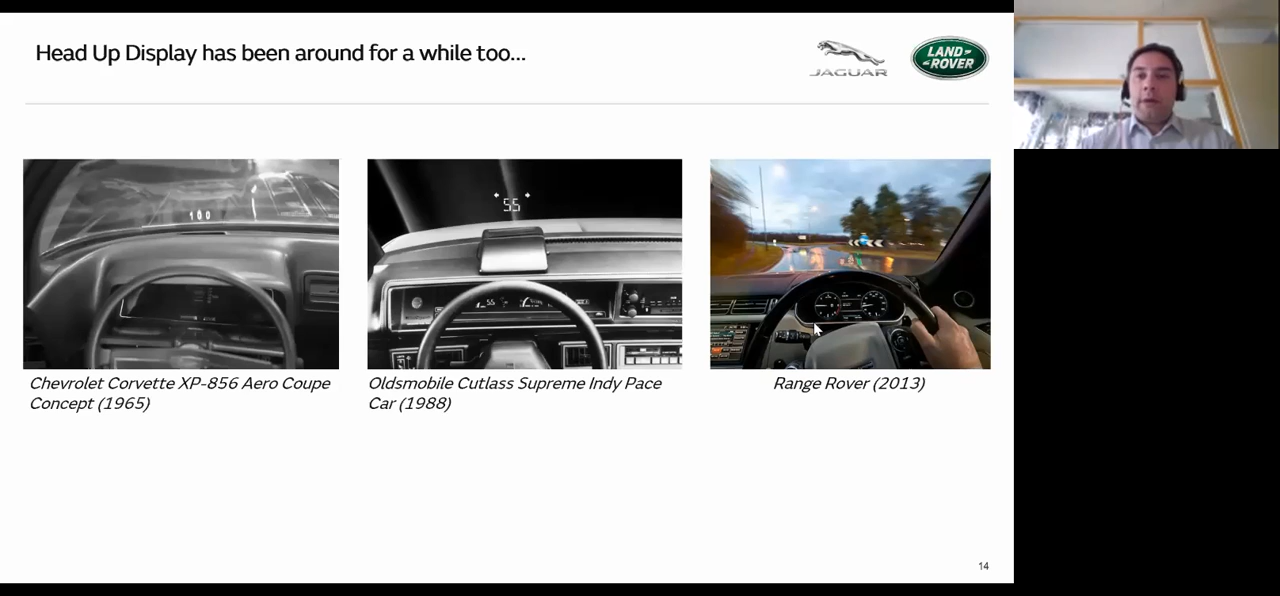 Head Up Display has been around for a while too...
JAGUAR
LAND
ROVER
100
55
55
Chevrolet Corvette XP-856 Aero Coupe
Concept (1965)
Oldsmobile Cutlass Supreme Indy Pace
Car (1988)
Range Rover (2013)
14